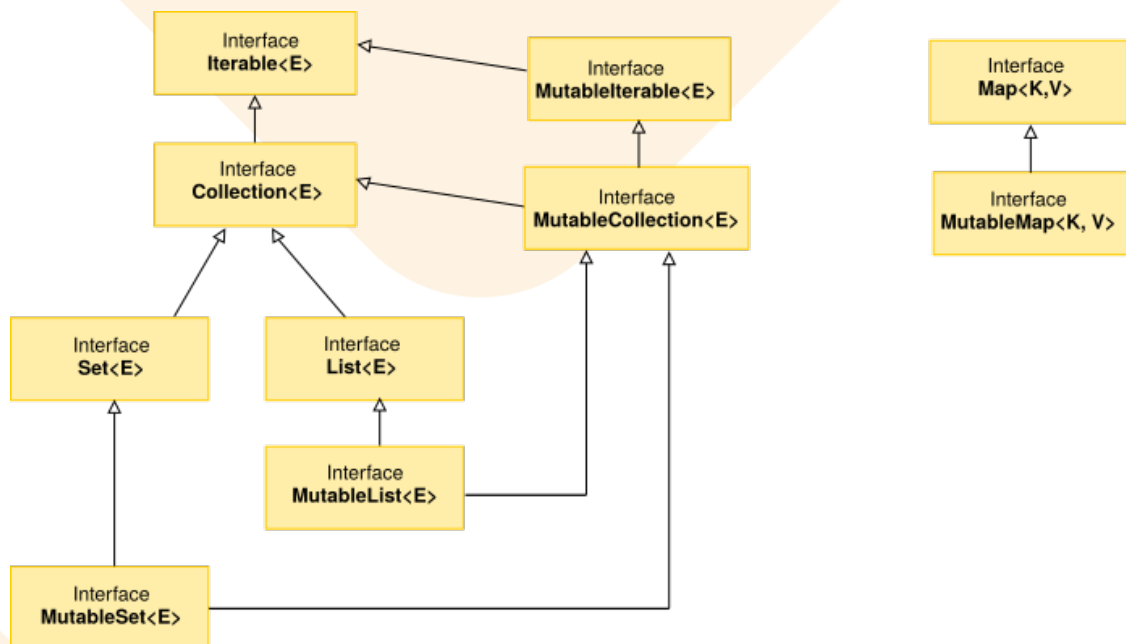 Interface
Iterable<E>
Interface
MutableIterable<E>
Interface
Map<K,V>
Interface
Collection<E>
Interface
MutableCollection<E>
Interface
MutableMap<K, V>
Interface
Set<E>
Interface
List<E>
Interface
MutableList<E>
Interface
MutableSet<E>